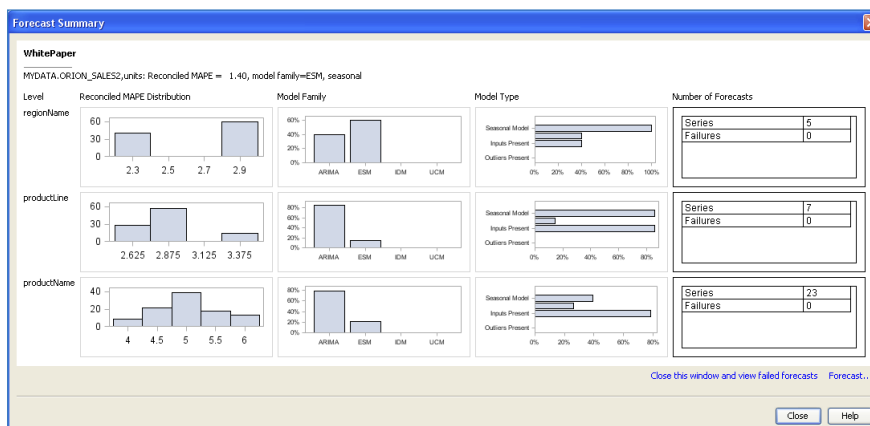 Forecast Summary
WhitePaper
MYDATA.ORION_SALES2,units: Reconciled MAPE = 1.40, model family=ESM, seasonal
Level Reconciled MAPE Distribution Model Family Model Type Number of Forecasts
regionName
60
30
0
2.3 2.5 2.7 2.9
60%
40%
20%
0%
ARIMA ESM IDM UCM
Seasonal Model
Inputs Present
Outliers Present
0% 20% 40% 60% 80% 100%
Series 5
Failures 0
productLine
60
30
0
2.625 2.875 3.125 3.375
80%
60%
40%
20%
0%
ARIMA ESM IDM UCM
Seasonal Model
Inputs Present
Outliers Present
0% 20% 40% 60% 80%
Series 7
Failures 0
productName
40
20
0
4 4.5 5 5.5 6
80%
60%
40%
20%
0%
ARIMA ESM IDM UCM
Seasonal Model
Inputs Present
Outliers Present
0% 20% 40% 60% 80%
Series 23
Failures 0
Close this window and view failed forecasts Forecast..
Close Help